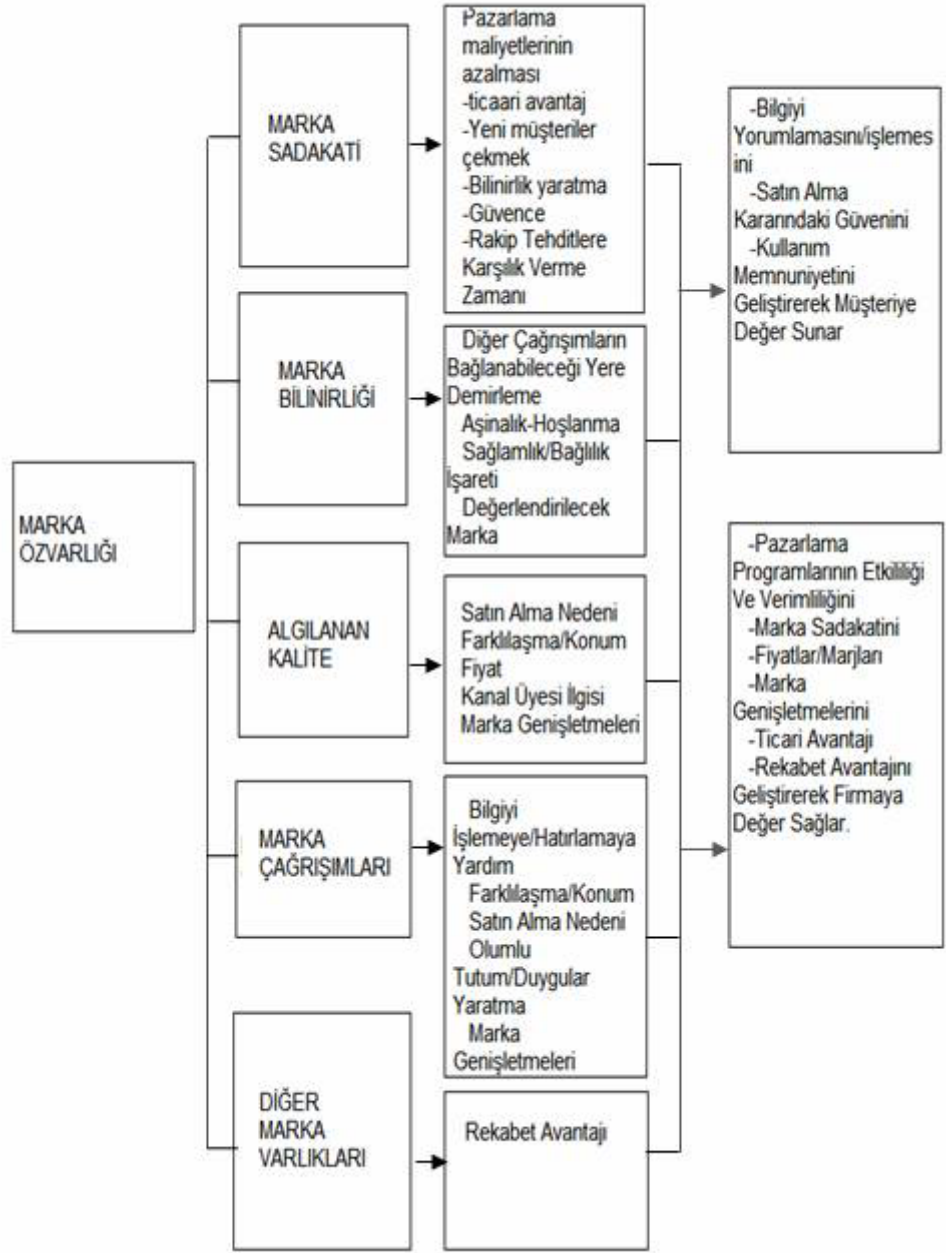 MARKA
ÖZVARLIĞI
MARKA
SADAKATİ
Pazarlama
maliyetlerinin
azalması
-ticaari avantaj
-Yeni müşteriler
çekmek
-Bilinirlik yaratma
-Güvence
-Rakip Tehditlere
Karşılık Verme
Zamanı
MARKA
BİLİNİRLİĞİ
Diğer Çağrışımların
Bağlanabileceği Yere
Demirleme
Aşinalık-Hoşlanma
Sağlamlık/Bağlılık
İşareti
Değerlendirilecek
Marka
ALGILANAN
KALİTE
Satın Alma Nedeni
Farklılaşma/Konum
Fiyat
Kanal Üyesi İlgisi
Marka Genişletmeleri
MARKA
ÇAĞRIŞIMLARI
Bilgiyi
İşlemeye/Hatırlamaya
Yardım
Farklılaşma/Konum
Satın Alma Nedeni
Olumlu
Tutum/Duygular
Yaratma
Marka
Genişletmeleri
DİĞER
MARKA
VARLIKLARI
Rekabet Avantajı
-Bilgiyi
Yorumlamasını/işlemes
ini
-Satın Alma
Kararındaki Güvenini
-Kullanım
Memnuniyetini
Geliştirerek Müşteriye
Değer Sunar
-Pazarlama
Programlarının Etkililiği
Ve Verimliliğini
-Marka Sadakatini
-Fiyatlar/Marjları
-Marka
Genişletmelerini
-Ticari Avantajı
-Rekabet Avantajını
Geliştirerek Firmaya
Değer Sağlar.